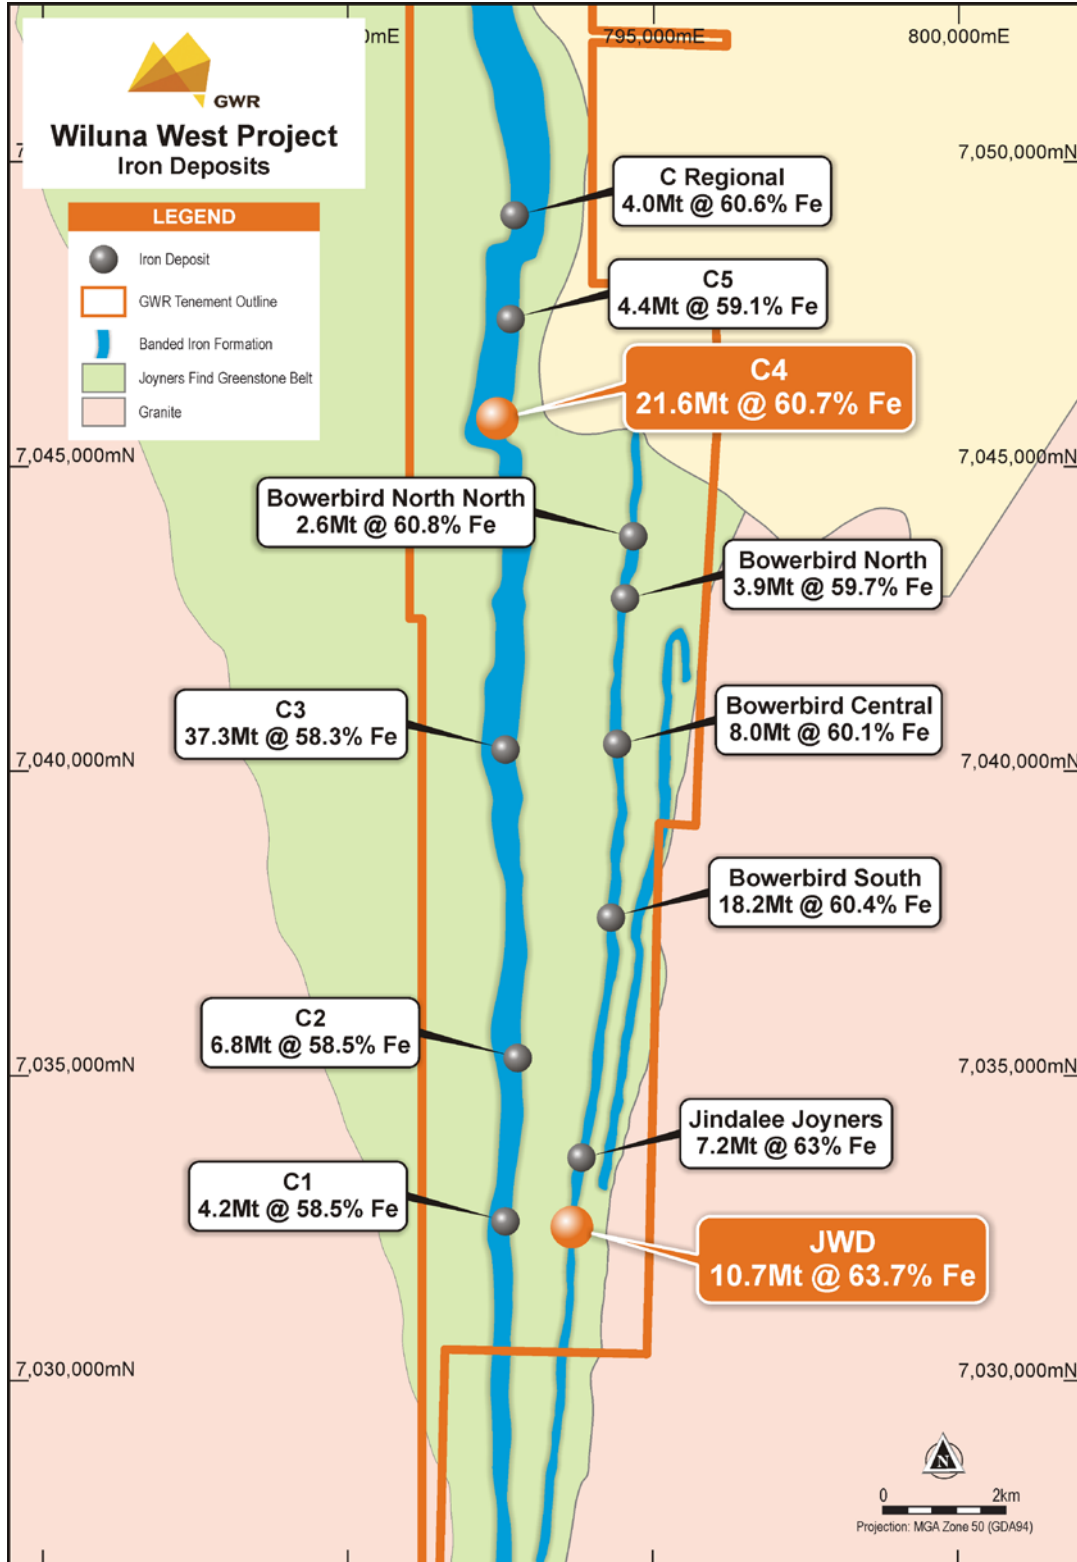 GWR
Wiluna West Project
Iron Deposits
LEGEND
Iron Deposit
GWR Tenement Outline
Banded Iron Formation
Joyners Find Greenstone Belt
Granite
mE
795,000mE
800,000mE
7,050,000mN
C Regional
4.0Mt @ 60.6% Fe
C5
4.4Mt @ 59.1% Fe
C4
21.6Mt @ 60.7% Fe
7,045,000mN
7,045,000mN
Bowerbird North North
2.6Mt @ 60.8% Fe
Bowerbird North
3.9Mt @ 59.7% Fe
C3
37.3Mt @ 58.3% Fe
Bowerbird Central
8.0Mt @ 60.1% Fe
7,040,000mN
7,040,000mN
Bowerbird South
18.2Mt @ 60.4% Fe
C2
6.8Mt @ 58.5% Fe
7,035,000mN
7,035,000mN
Jindalee Joyners
7.2Mt @ 63% Fe
C1
4.2Mt @ 58.5% Fe
JWD
10.7Mt @ 63.7% Fe
7,030,000mN
7,030,000mN
N
0 2km
Projection: MGA Zone 50 (GDA94)